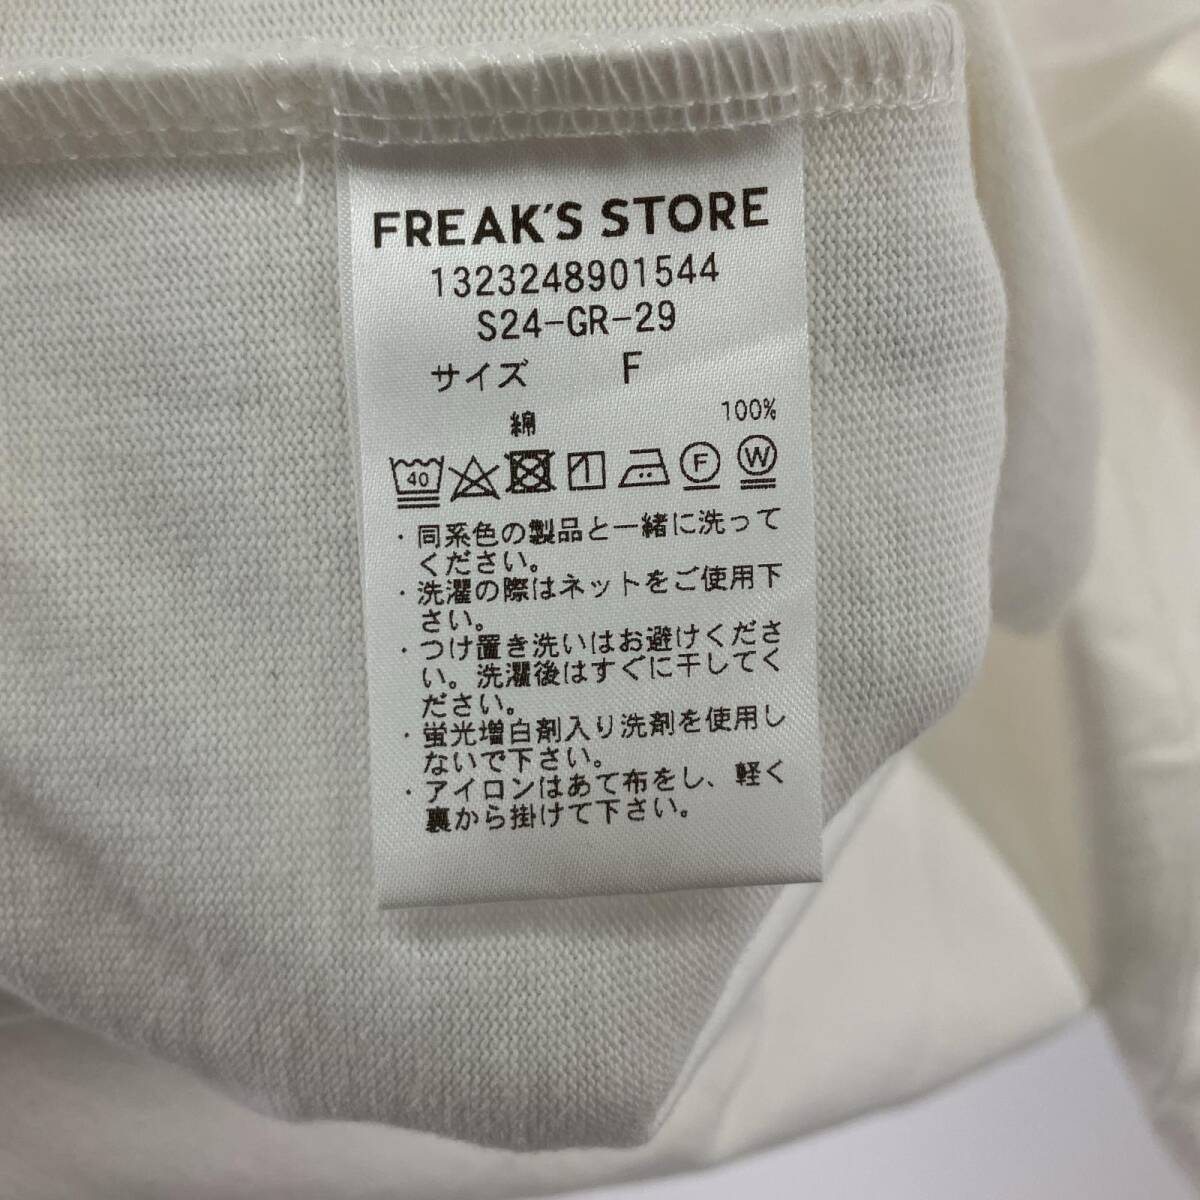 FREAK'S STORE
1323248901544
S24-GR-29
サイズ F
綿 100%
40 F W
・同系色の製品と一緒に洗って
ください。
・洗濯の際はネットをご使用下
さい。
・つけ置き洗いはお避けくださ
い。洗濯後はすぐに干してく
ださい。
・蛍光増白剤入り洗剤を使用し
ないで下さい。
・アイロンはあて布をし、軽く
裏から掛けて下さい。